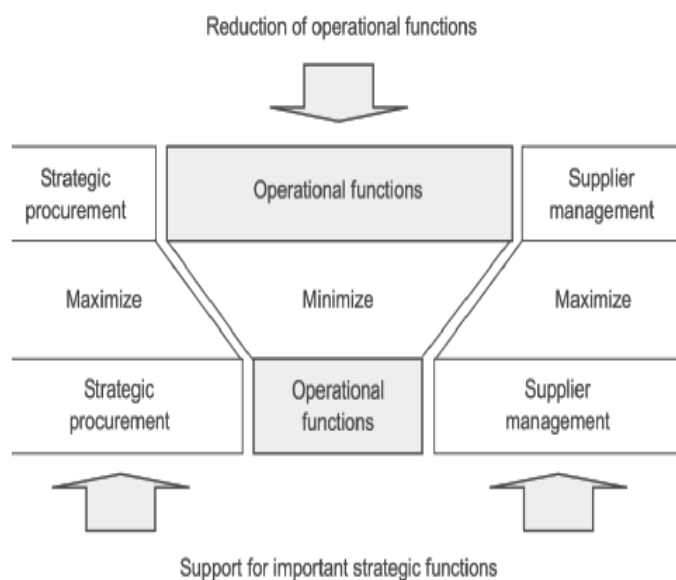 Reduction of operational functions
Strategic
procurement
Operational functions
Supplier
management
Maximize
Minimize
Maximize
Strategic
procurement
Operational
functions
Supplier
management
Support for important strategic functions